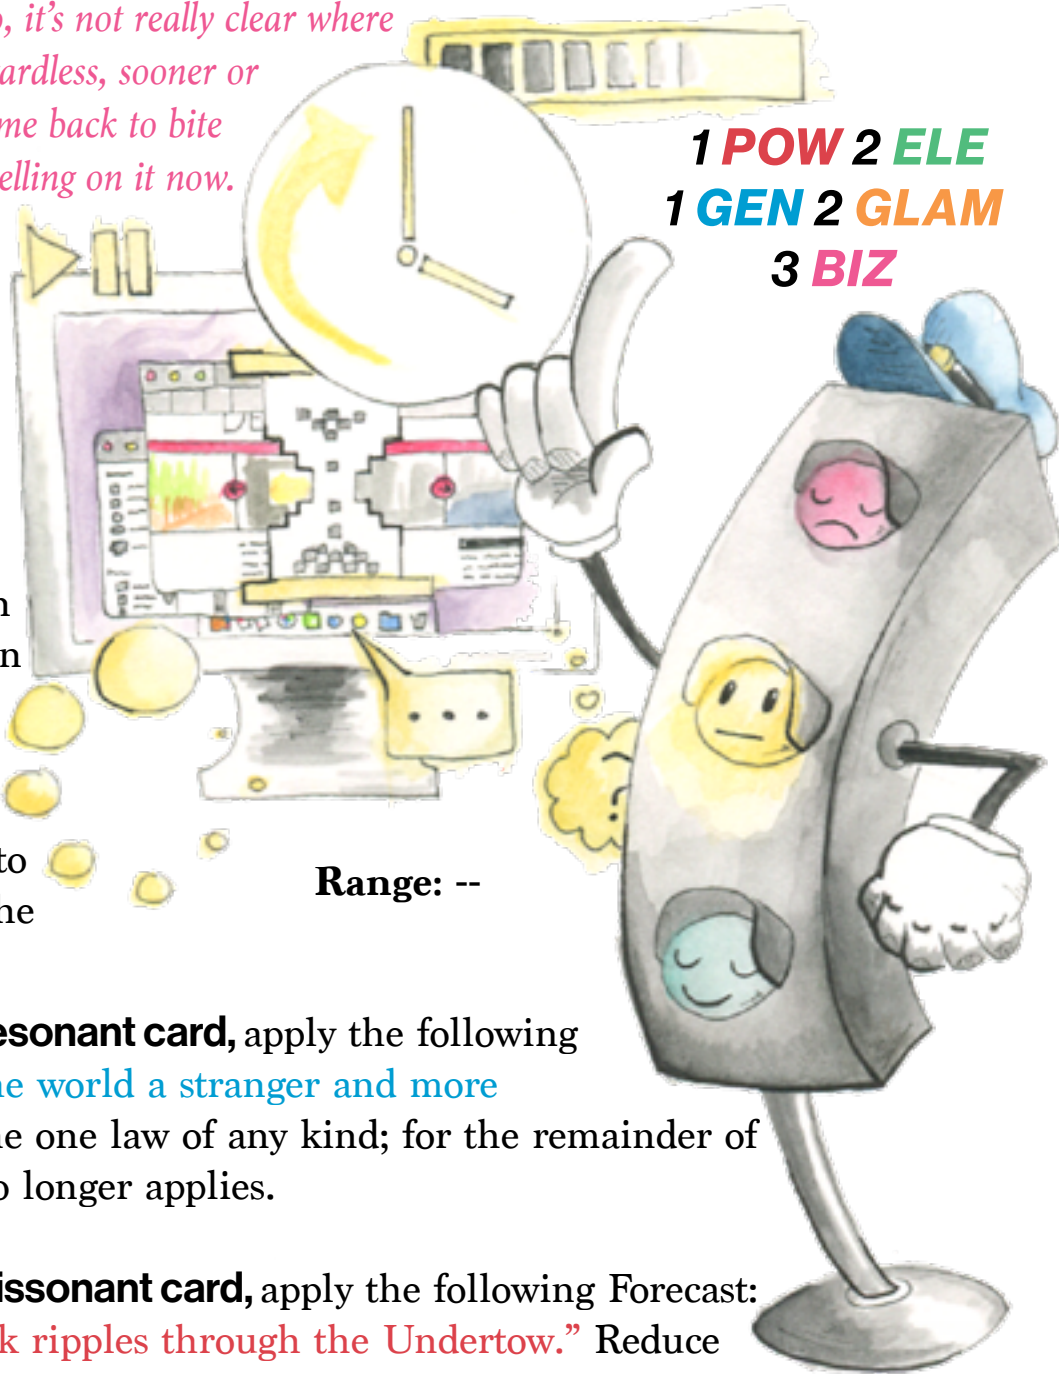 , it's not really clear where
ardless, sooner or
me back to bite
elling on it now.
1 POW 2 ELE
1 GEN 2 GLAM
3 BIZ
n
n
to
he
Range: --
esonant card, apply the following
he world a stranger and more
ne one law of any kind; for the remainder of
o longer applies.
issonant card, apply the following Forecast:
k ripples through the Undertow.” Reduce